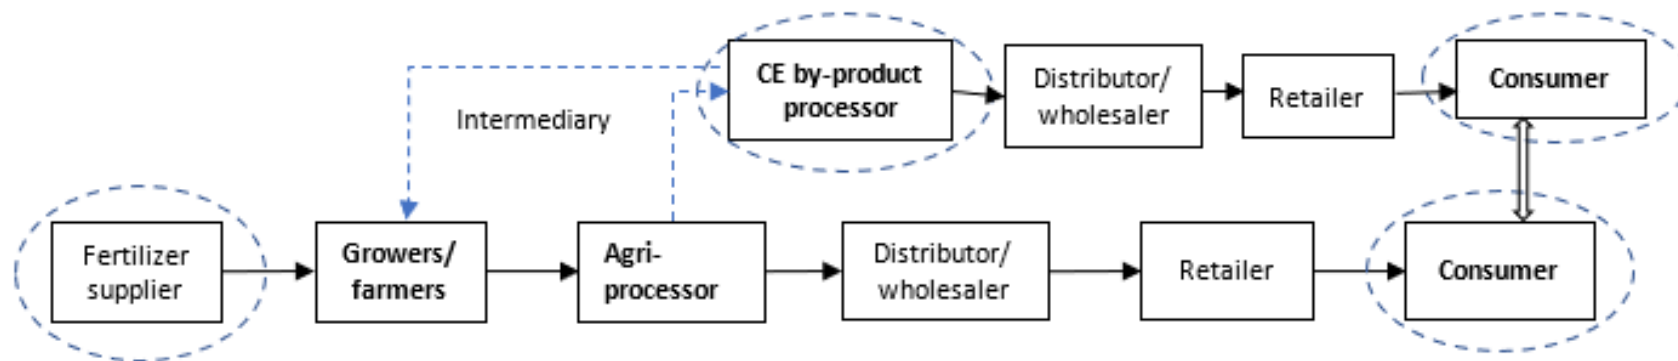 CE by-product
processor
Distributor/
wholesaler
Retailer
Consumer
Intermediary
Fertilizer
supplier
Growers/
farmers
Agri-
processor
Distributor/
wholesaler
Retailer
Consumer